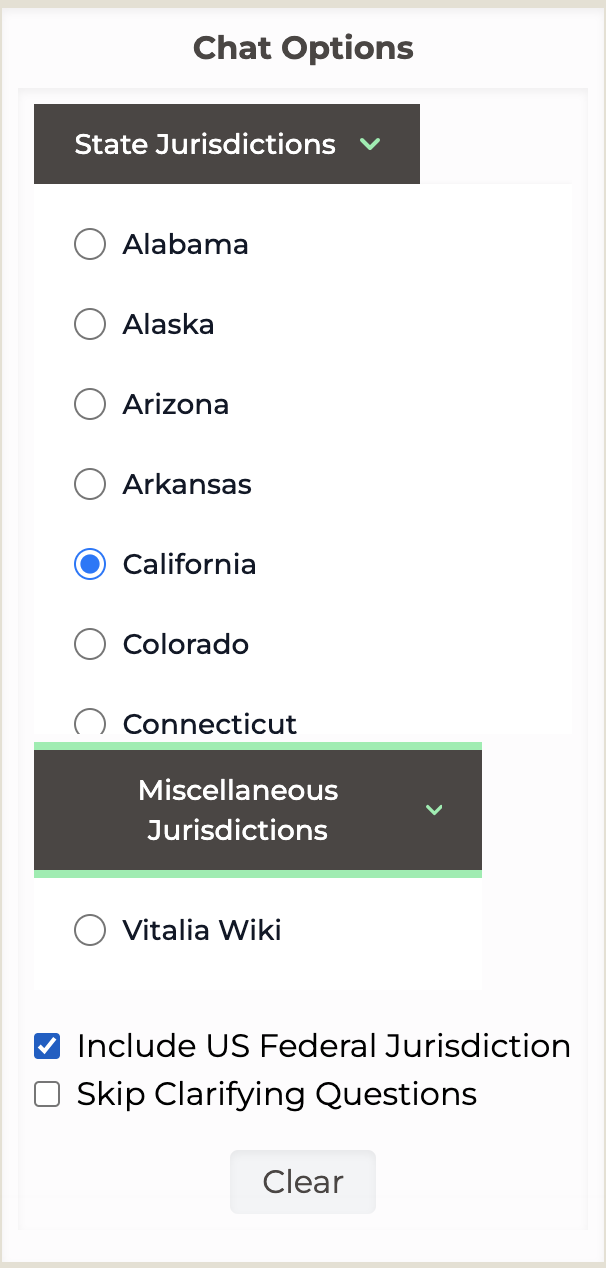 Chat Options
State Jurisdictions
Alabama
Alaska
Arizona
Arkansas
California
Colorado
Connecticut
Miscellaneous
Jurisdictions
Vitalia Wiki
Include US Federal Jurisdiction
Skip Clarifying Questions
Clear